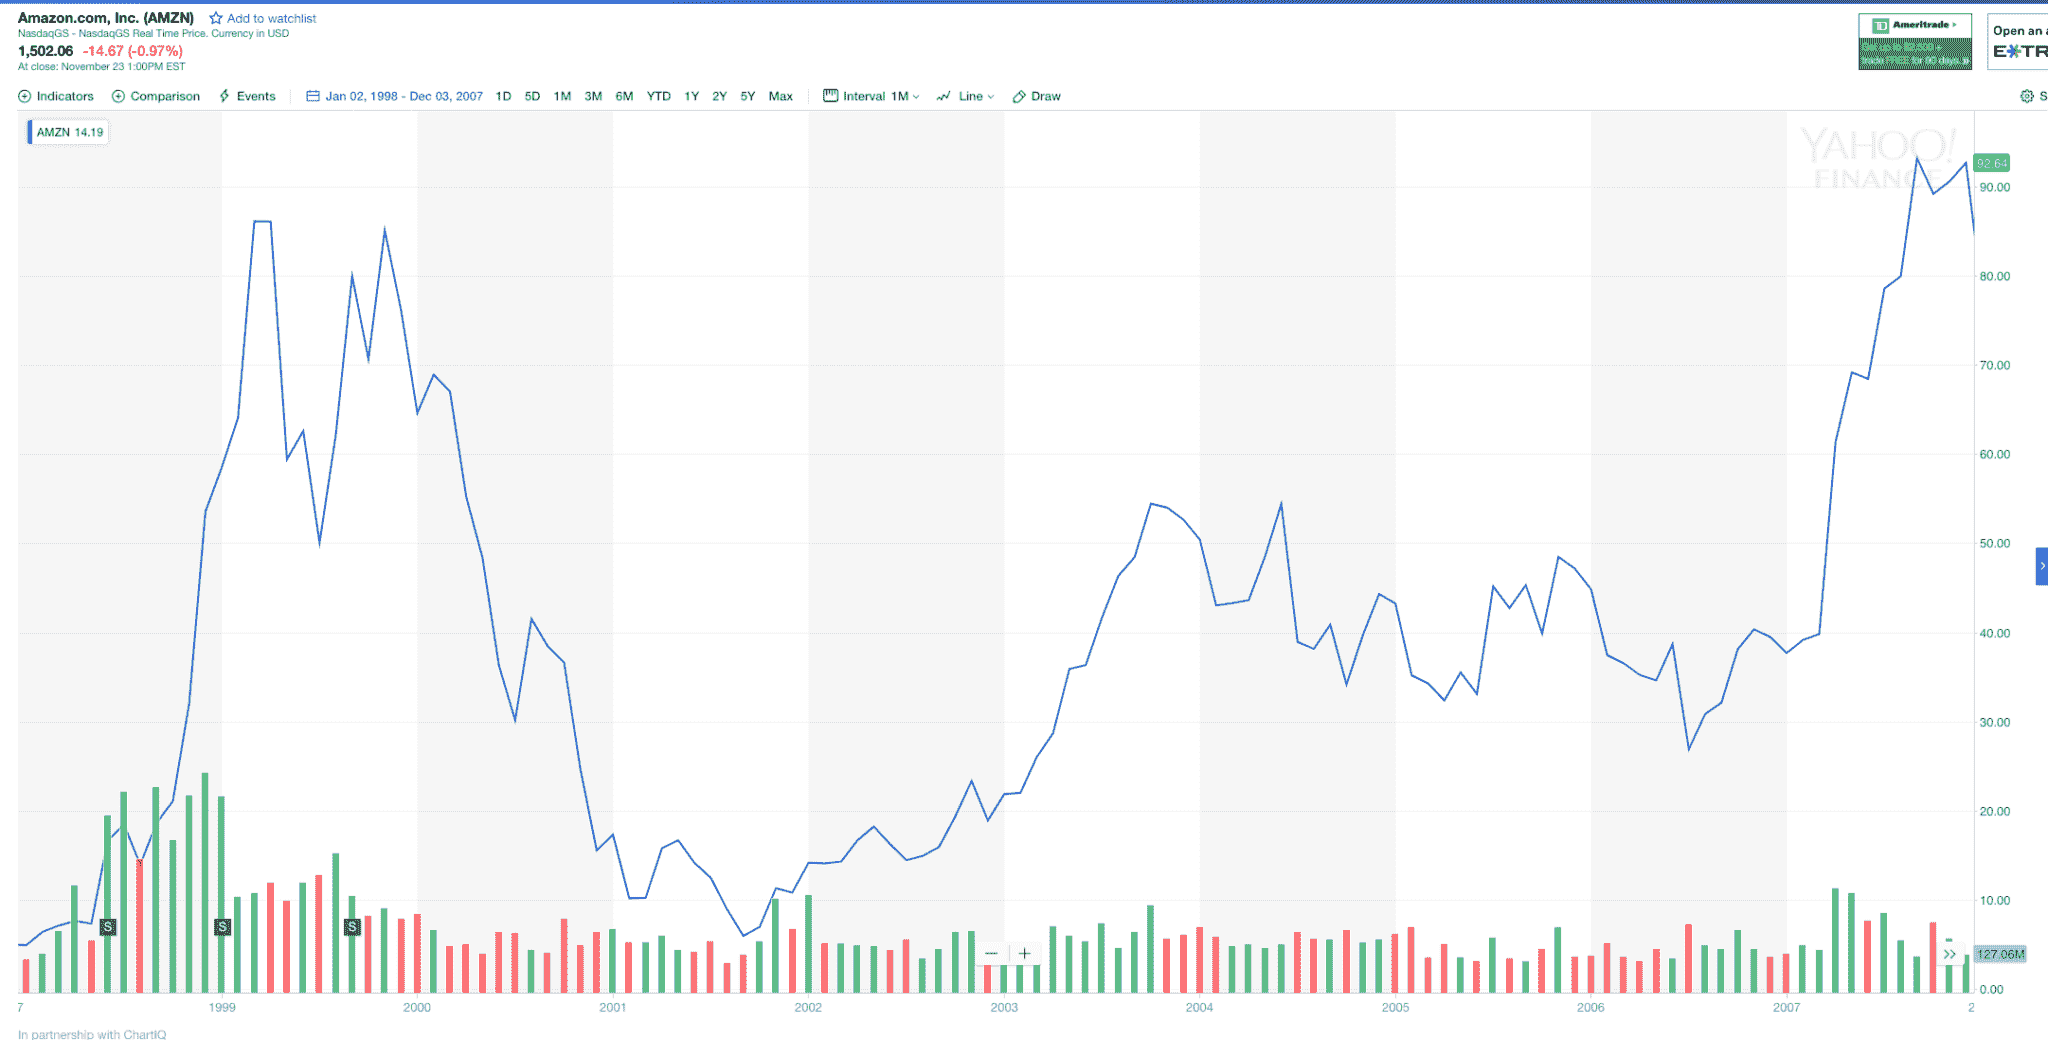 Amazon.com, Inc. (AMZN) Add to watchlist
NasdaqGS - NasdaqGS Real Time Price. Currency in USD
1,502.06 -14.67 (-0.97%)
At close: November 23 1:00PM EST
Ameritrade
Open an a
E*TR
Indicators Comparison Events Jan 02, 1998 - Dec 03, 2007 1D 5D 1M 3M 6M YTD 1Y 2Y 5Y Max Interval 1M Line Draw S
AMZN 14.19
YAHOO!
FINANCE
92.64
90.00
80.00
70.00
60.00
50.00
40.00
30.00
20.00
10.00
S S S
127.06M
0.00
7 1999 2000 2001 2002 2003 2004 2005 2006 2007 2
In partnership with ChartIQ